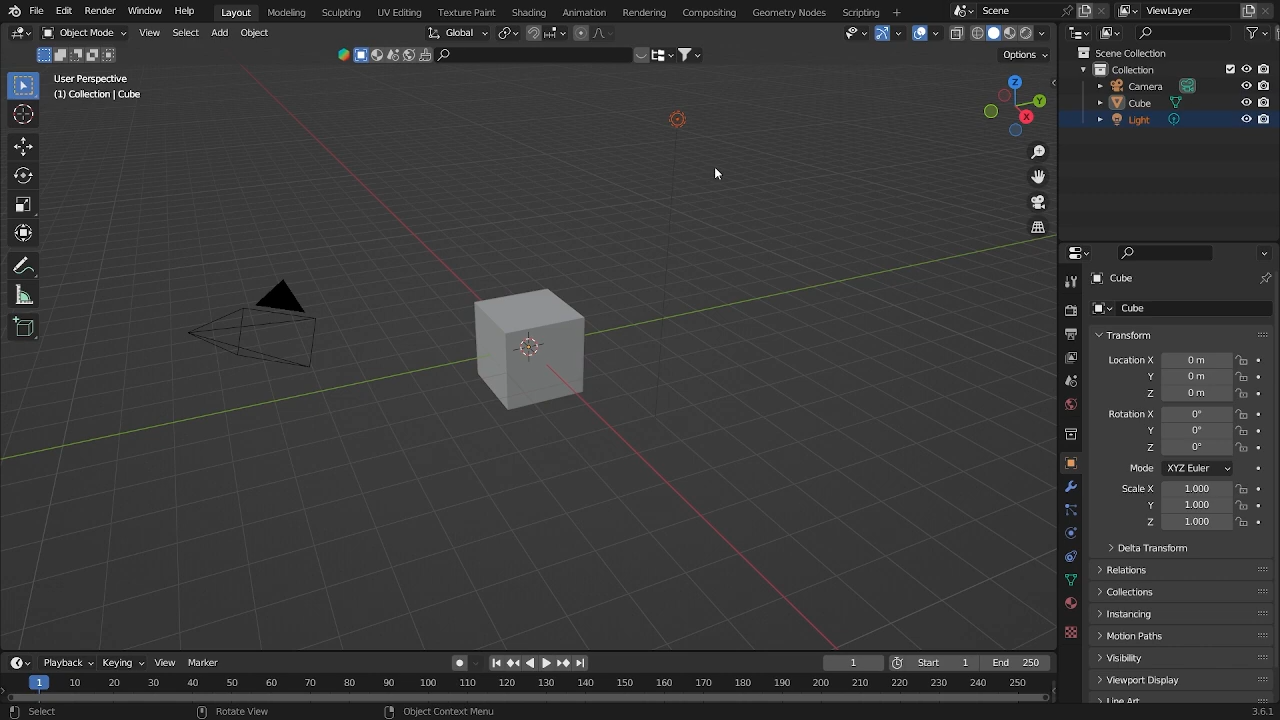 File Edit Render Window Help Layout Modeling Sculpting UV Editing Texture Paint Shading Animation Rendering Compositing Geometry Nodes Scripting + Scene ViewLayer
Object Mode View Select Add Object Global
Options
User Perspective
(1) Collection | Cube
Z
Y
X
Scene Collection
Collection
Camera
Cube
Light
Cube
Cube
Transform
Location X 0 m
Y 0 m
Z 0 m
Rotation X 0°
Y 0°
Z 0°
Mode XYZ Euler
Scale X 1.000
Y 1.000
Z 1.000
Delta Transform
Relations
Collections
Instancing
Motion Paths
Visibility
Viewport Display
Line Art
Playback Keying View Marker 1 Start 1 End 250
1 10 20 30 40 50 60 70 80 90 100 110 120 130 140 150 160 170 180 190 200 210 220 230 240 250
Select Rotate View Object Context Menu 3.6.1